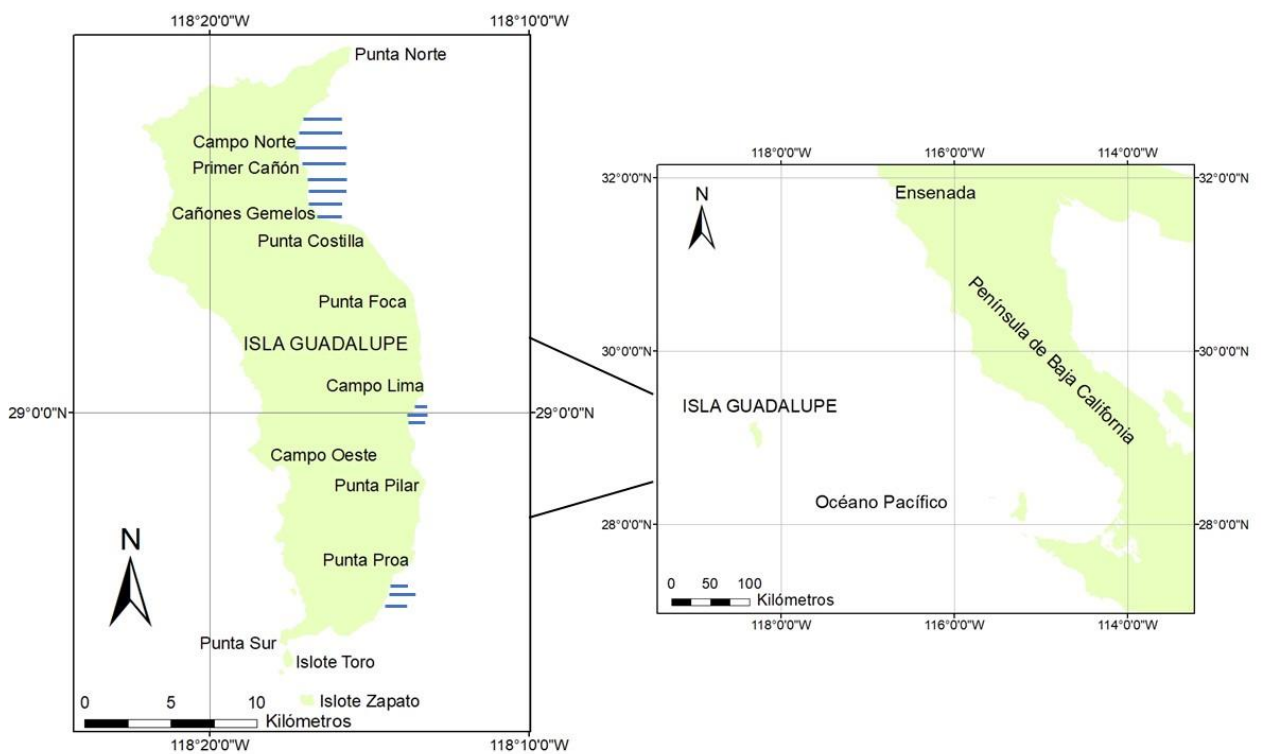 118°20'0"W
118°10'0"W
Punta Norte
Campo Norte
Primer Cañón
Cañones Gemelos
Punta Costilla
Punta Foca
ISLA GUADALUPE
Campo Lima
29°0'0"N
29°0'0"N
Campo Oeste
Punta Pilar
N
Punta Proa
Punta Sur
Islote Toro
Islote Zapato
0 5 10
Kilómetros
118°20'0"W
118°10'0"W
118°0'0"W
116°0'0"W
114°0'0"W
32°0'0"N
32°0'0"N
N
Ensenada
Península de Baja California
30°0'0"N
30°0'0"N
ISLA GUADALUPE
Océano Pacífico
28°0'0"N
28°0'0"N
0 50 100
Kilómetros
118°0'0"W
116°0'0"W
114°0'0"W